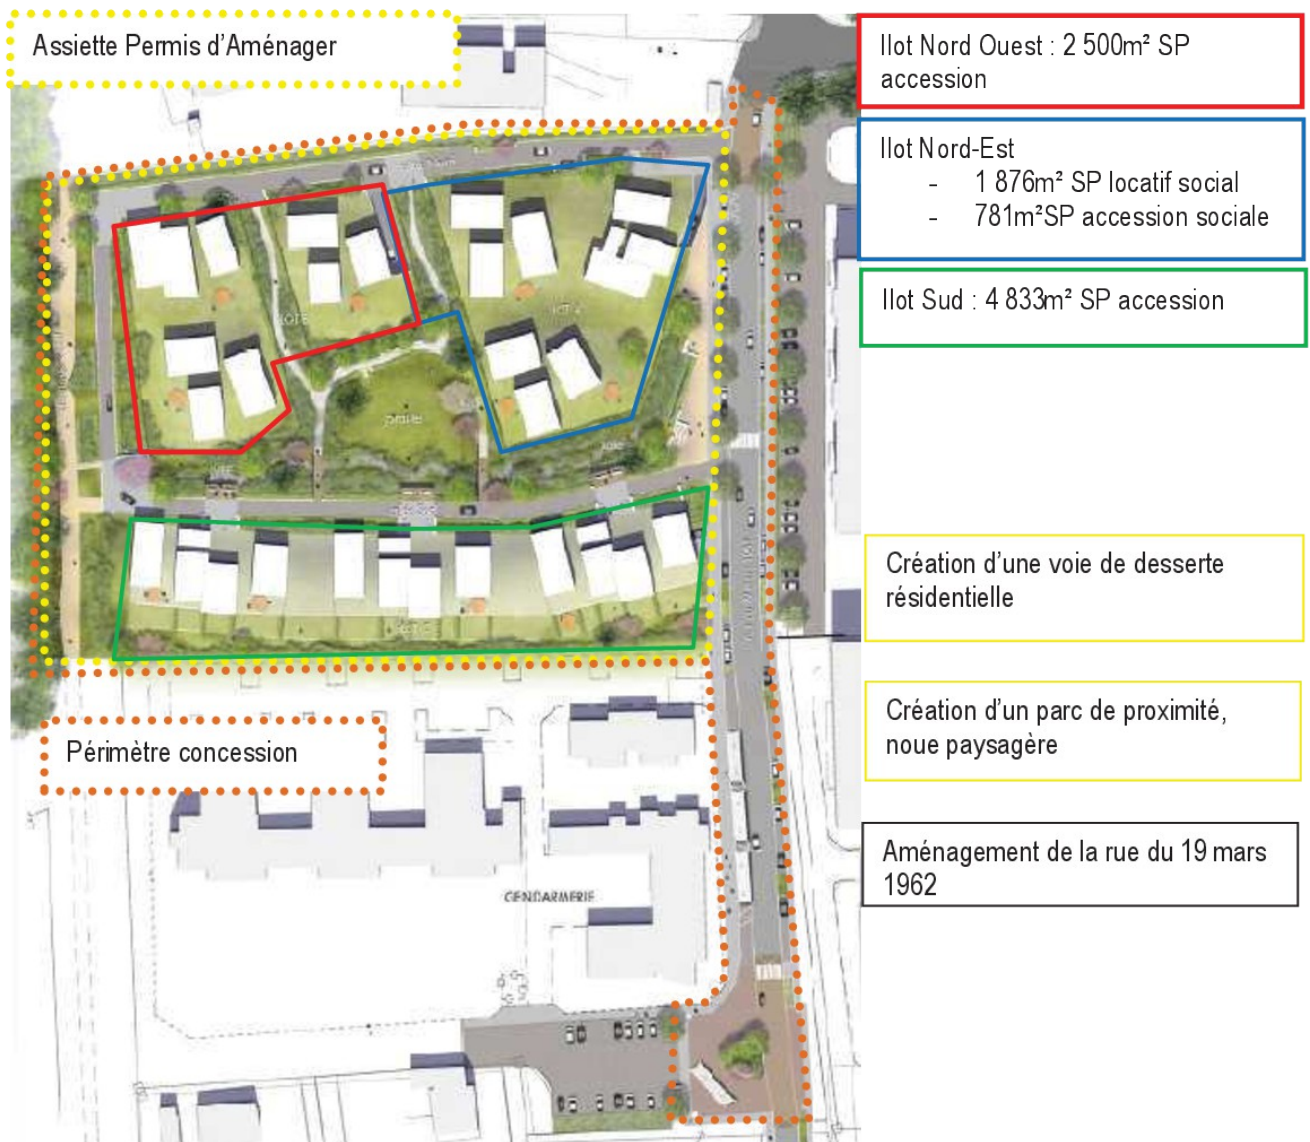 Assiette Permis d’Aménager
Ilot Nord Ouest : 2 500m² SP
accession
Ilot Nord-Est
- 1 876m² SP locatif social
- 781m²SP accession sociale
Ilot Sud : 4 833m² SP accession
Création d’une voie de desserte
résidentielle
Création d’un parc de proximité,
noue paysagère
Aménagement de la rue du 19 mars
1962
Périmètre concession
GENDARMERIE